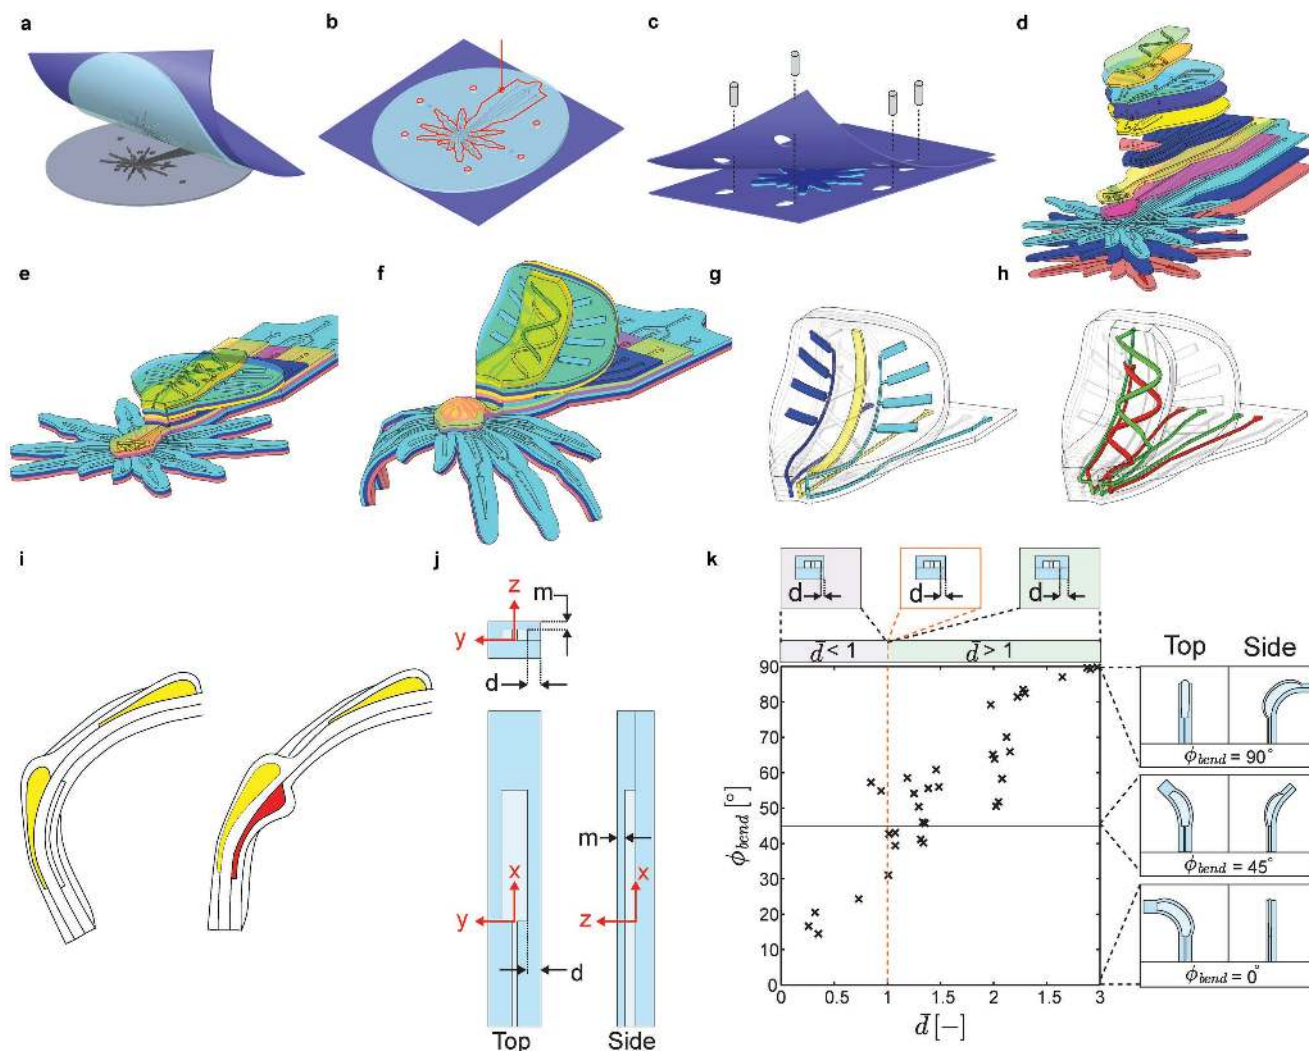 a
b
c
d
e
f
g
h
i
j
z
m
y
d
x
y
d
Top
m
x
z
Side
k
d
d
d
d̄ < 1
d̄ > 1
90
80
70
60
50
40
30
20
10
0
ϕbend [°]
0
0.5
1
1.5
2
2.5
3
d̄ [−]
Top
Side
ϕbend = 90°
ϕbend = 45°
ϕbend = 0°